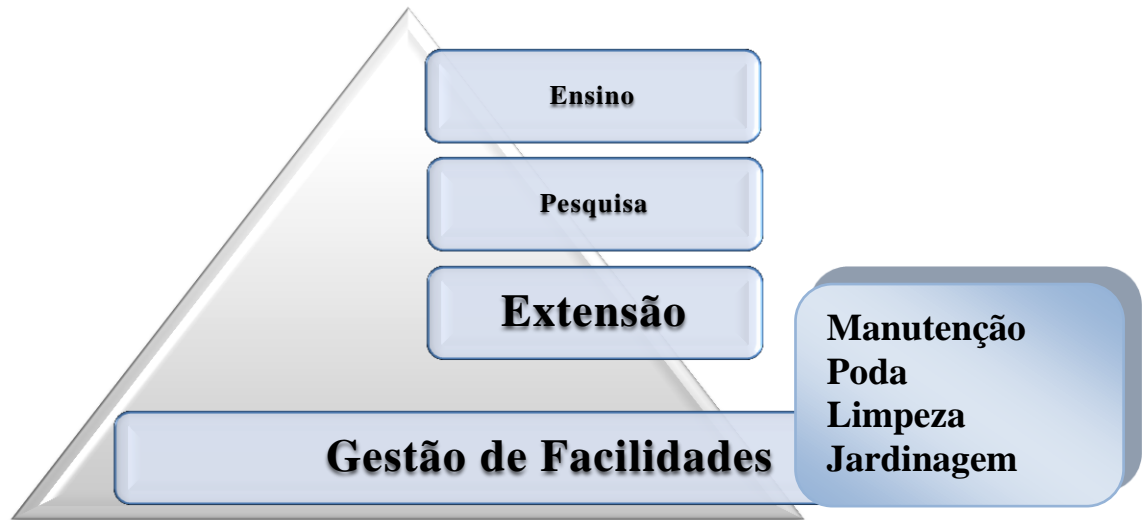 Ensino
Pesquisa
Extensão
Gestão de Facilidades
Manutenção
Poda
Limpeza
Jardinagem